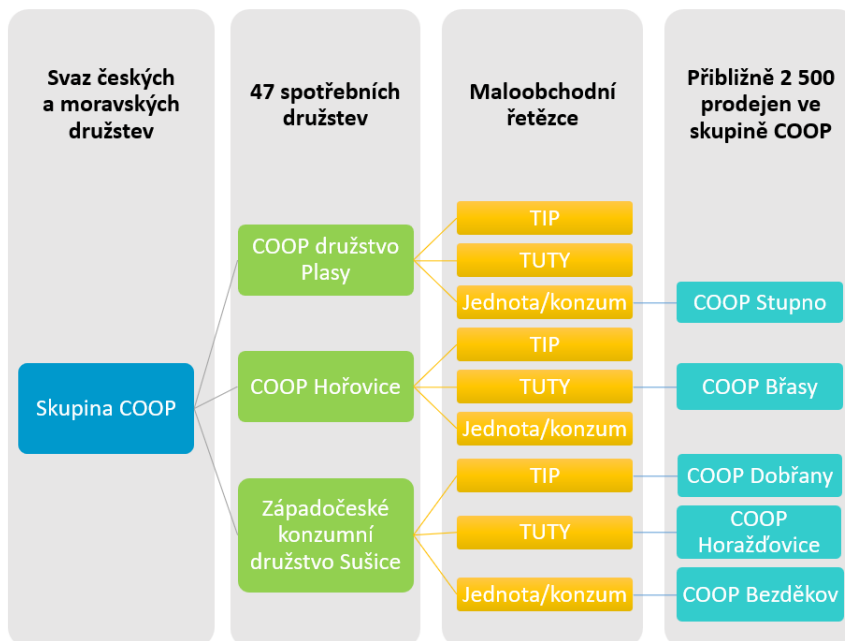 Svaz českých
a moravských
družstev
47 spotřebních
družstev
Maloobchodní
řetězce
Přibližně 2 500
prodejen ve
skupině COOP
Skupina COOP
COOP družstvo
Plasy
COOP Hořovice
Západočeské
konzumní
družstvo Sušice
TIP
TUTY
Jednota/konzum
TIP
TUTY
Jednota/konzum
TIP
TUTY
Jednota/konzum
COOP Stupno
COOP Břasy
COOP Dobřany
COOP
Horažďovice
COOP Bezděkov